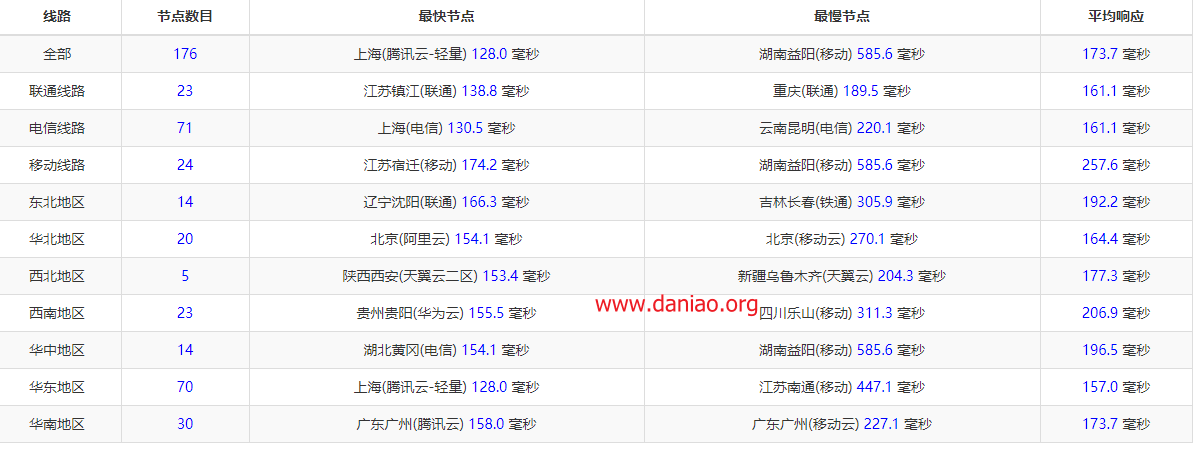 线路 节点数目 最快节点 最慢节点 平均响应
全部 176 上海(腾讯云-轻量) 128.0 毫秒 湖南益阳(移动) 585.6 毫秒 173.7 毫秒
联通线路 23 江苏镇江(联通) 138.8 毫秒 重庆(联通) 189.5 毫秒 161.1 毫秒
电信线路 71 上海(电信) 130.5 毫秒 云南昆明(电信) 220.1 毫秒 161.1 毫秒
移动线路 24 江苏宿迁(移动) 174.2 毫秒 湖南益阳(移动) 585.6 毫秒 257.6 毫秒
东北地区 14 辽宁沈阳(联通) 166.3 毫秒 吉林长春(铁通) 305.9 毫秒 192.2 毫秒
华北地区 20 北京(阿里云) 154.1 毫秒 北京(移动云) 270.1 毫秒 164.4 毫秒
西北地区 5 陕西西安(天翼云二区) 153.4 毫秒 新疆乌鲁木齐(天翼云) 204.3 毫秒 177.3 毫秒
www.daniao.org
西南地区 23 贵州贵阳(华为云) 155.5 毫秒 四川乐山(移动) 311.3 毫秒 206.9 毫秒
华中地区 14 湖北黄冈(电信) 154.1 毫秒 湖南益阳(移动) 585.6 毫秒 196.5 毫秒
华东地区 70 上海(腾讯云-轻量) 128.0 毫秒 江苏南通(移动) 447.1 毫秒 157.0 毫秒
华南地区 30 广东广州(腾讯云) 158.0 毫秒 广东广州(移动云) 227.1 毫秒 173.7 毫秒